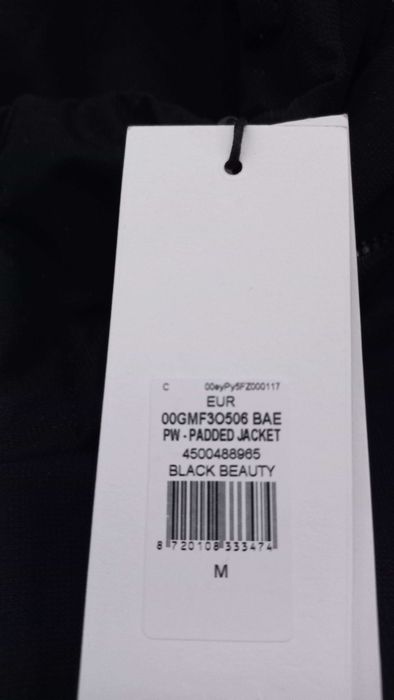 C 00eyPy5FZ000117
EUR
00GMF3O506 BAE
PW - PADDED JACKET
4500488965
BLACK BEAUTY
8 720108 333474
M